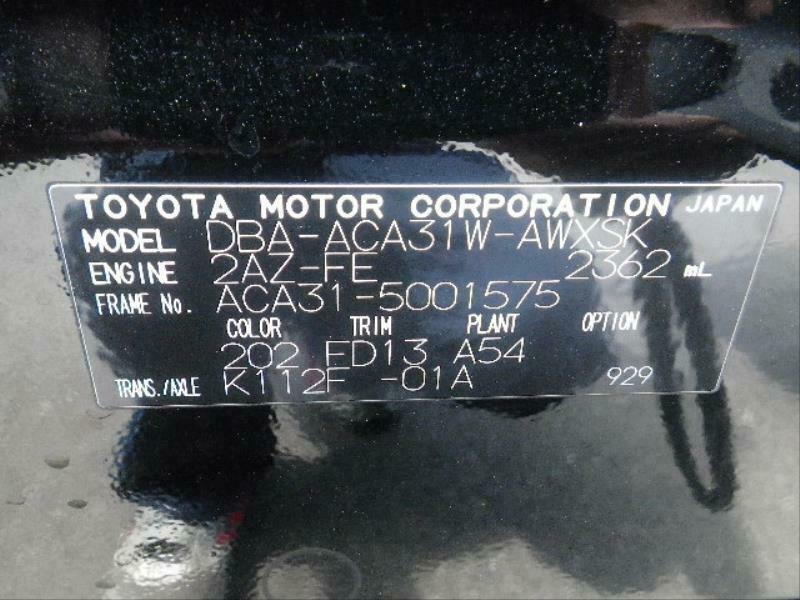 TOYOTA MOTOR CORPORATION JAPAN
MODEL DBA-ACA31W-AWXSK
ENGINE 2AZ-FE 2362 mL
FRAME No. ACA31-5001575
COLOR TRIM PLANT OPTION
202 FD13 A54
TRANS./AXLE K112F -01A 929